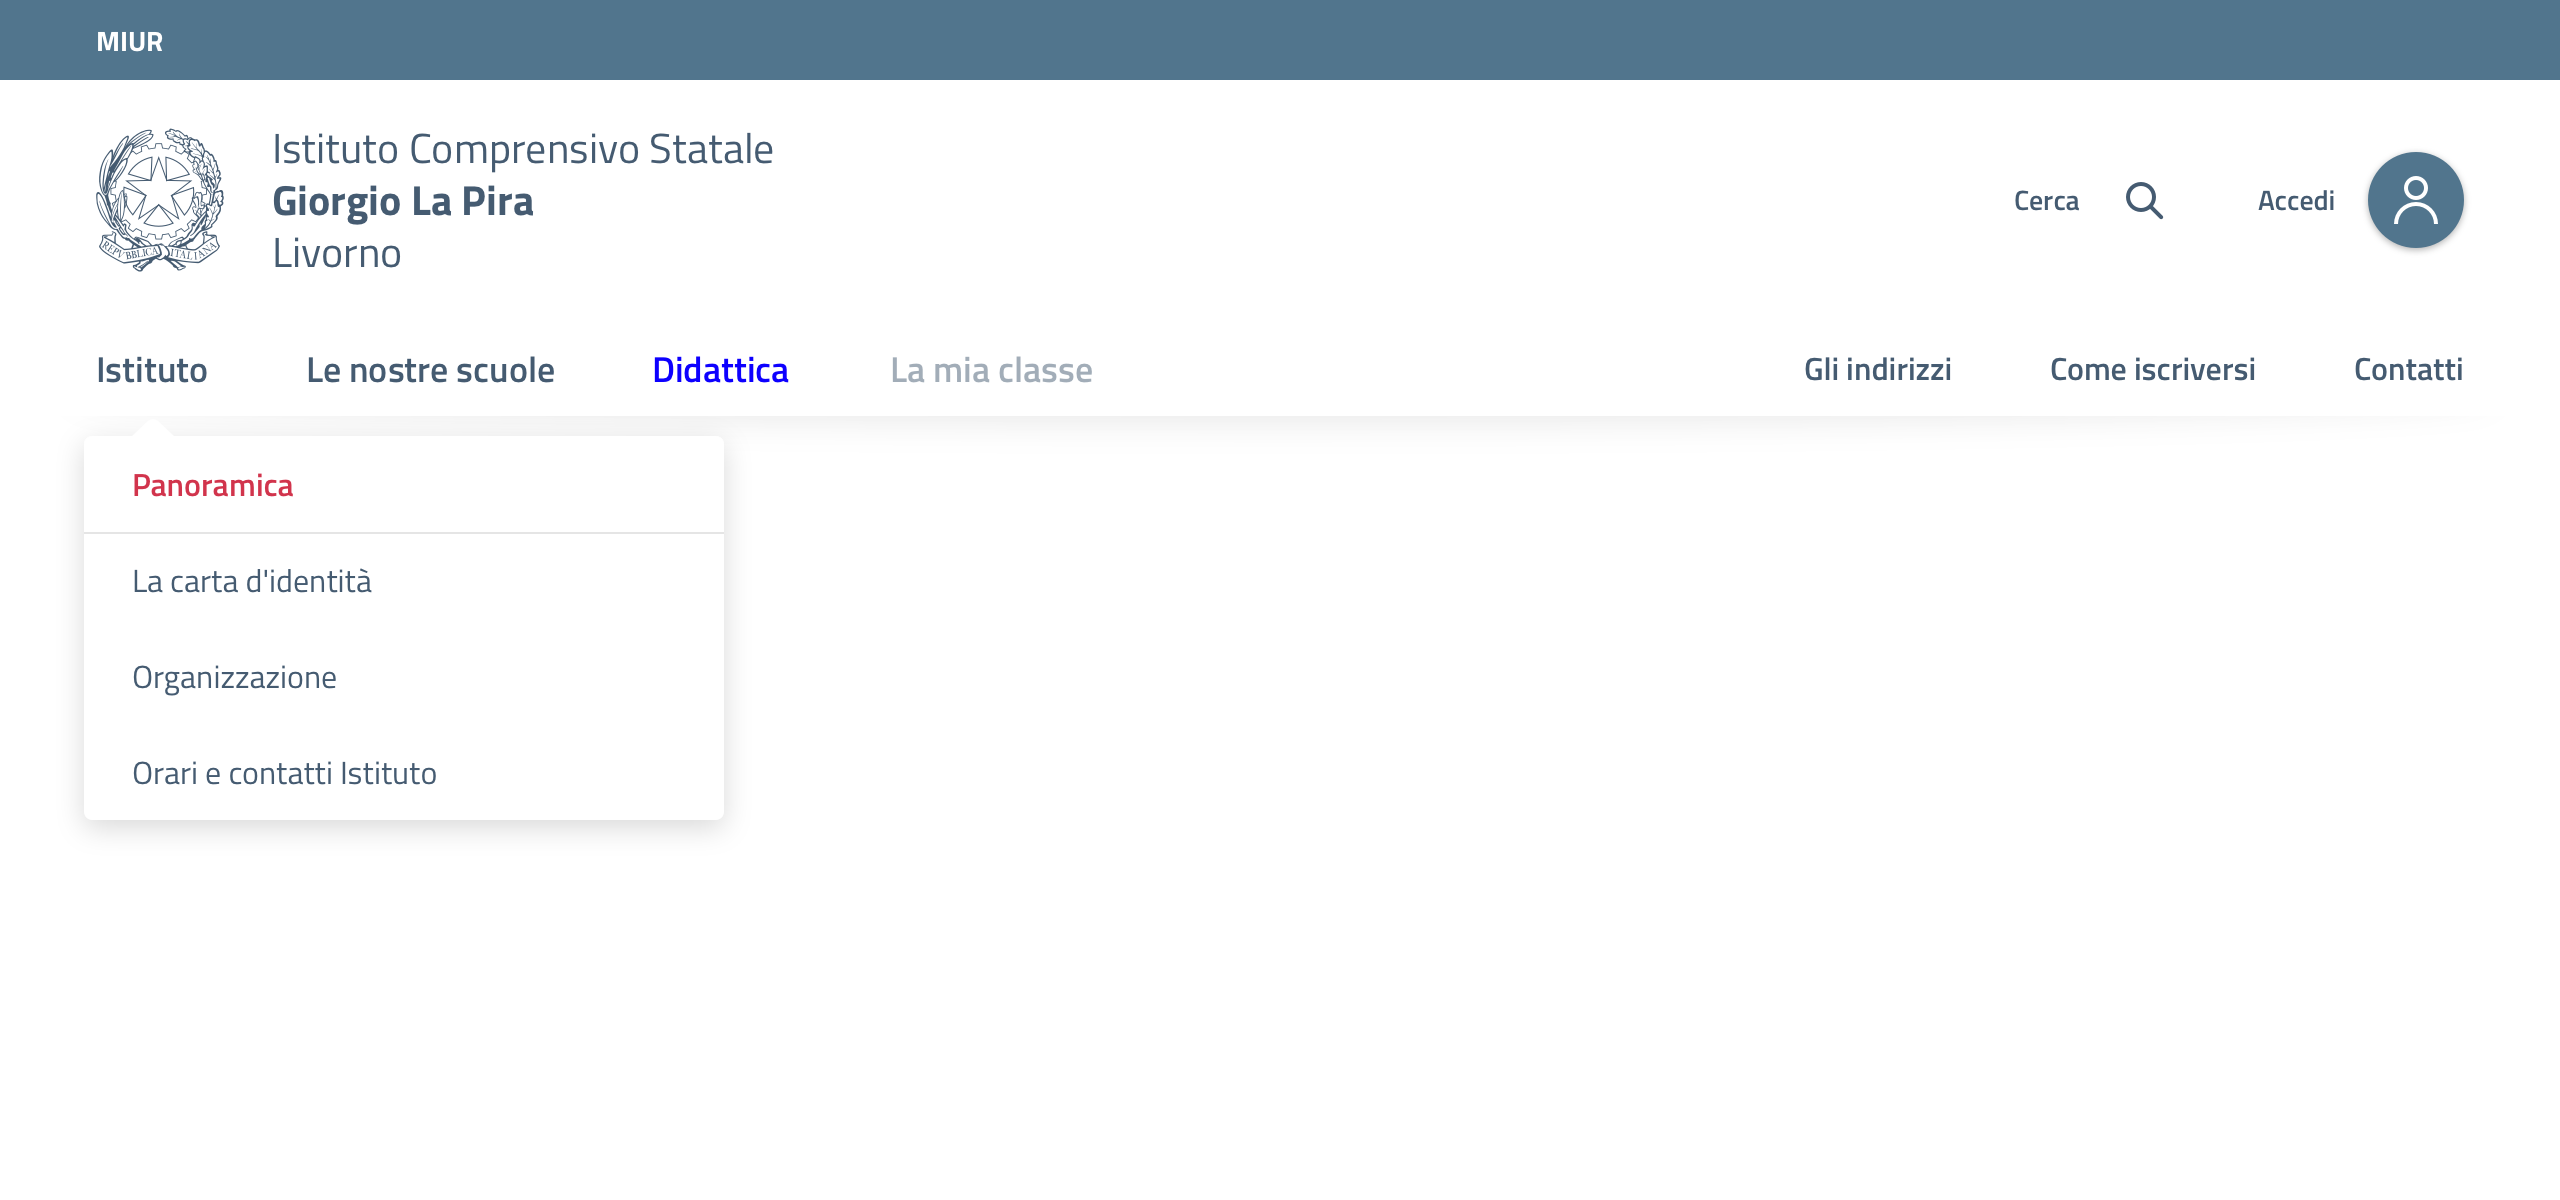 MIUR
Istituto Comprensivo Statale
Giorgio La Pira
Livorno
REPVBBLICA ITALIANA
Cerca
Accedi
Istituto
Le nostre scuole
Didattica
La mia classe
Gli indirizzi
Come iscriversi
Contatti
Panoramica
La carta d'identità
Organizzazione
Orari e contatti Istituto